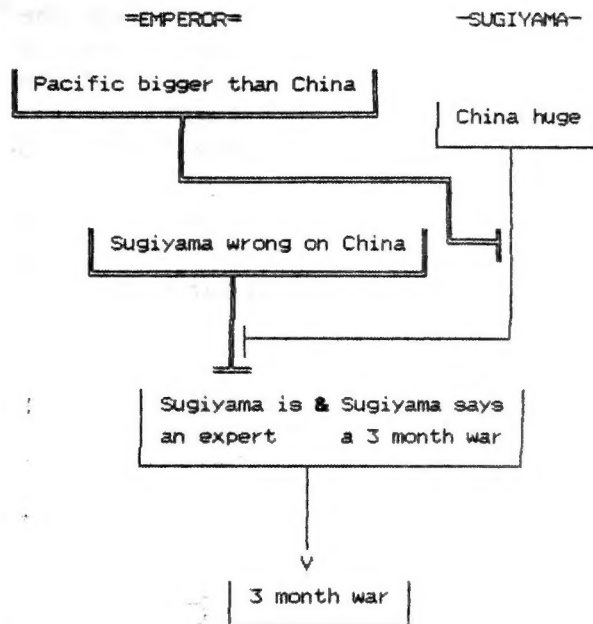 =EMPEROR= -SUGIYAMA-
Pacific bigger than China
China huge
Sugiyama wrong on China
Sugiyama is & Sugiyama says
an expert a 3 month war
3 month war